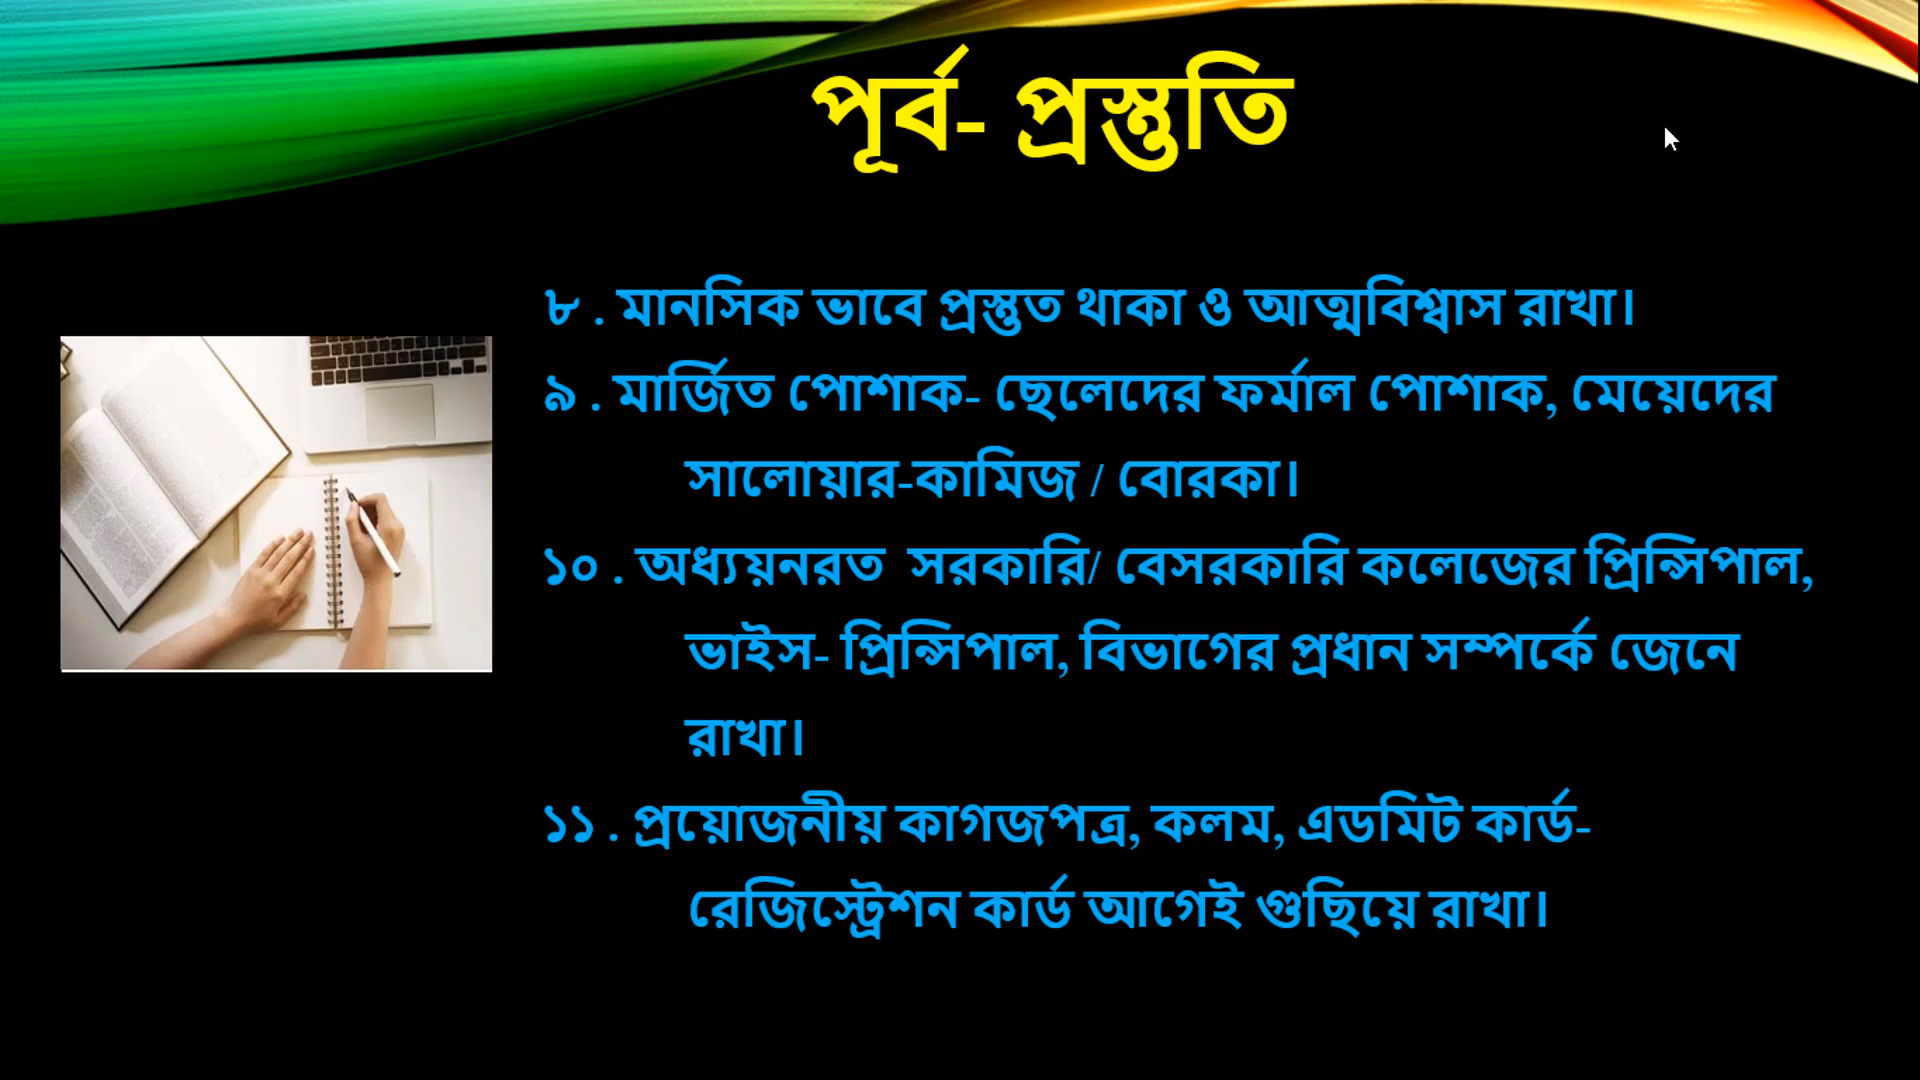 পূর্ব- প্রস্তুতি
৮ . মানসিক ভাবে প্রস্তুত থাকা ও আত্মবিশ্বাস রাখা।
৯ . মার্জিত পোশাক- ছেলেদের ফর্মাল পোশাক, মেয়েদের
সালোয়ার-কামিজ / বোরকা।
১০ . অধ্যয়নরত সরকারি/ বেসরকারি কলেজের প্রিন্সিপাল,
ভাইস- প্রিন্সিপাল, বিভাগের প্রধান সম্পর্কে জেনে
রাখা।
১১ . প্রয়োজনীয় কাগজপত্র, কলম, এডমিট কার্ড-
রেজিস্ট্রেশন কার্ড আগেই গুছিয়ে রাখা।